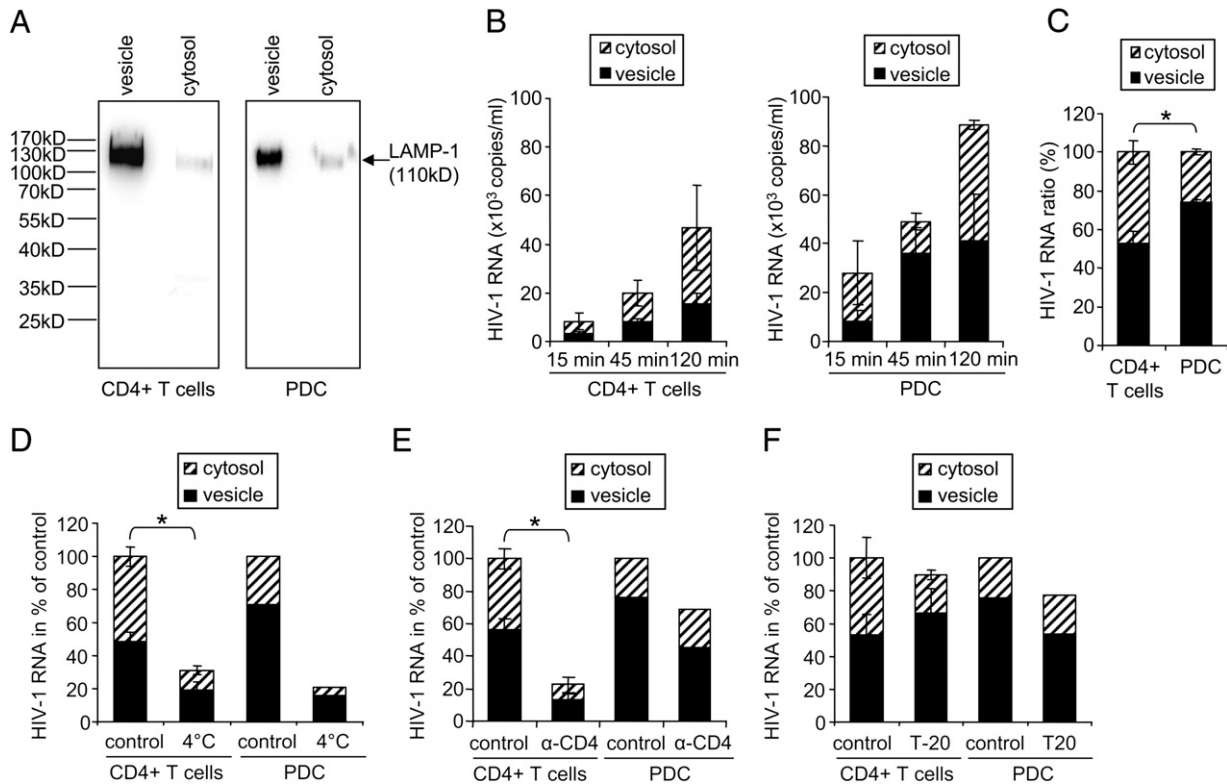 A
vesicle
cytosol
vesicle
cytosol
170kD
130kD
100kD
70kD
55kD
40kD
35kD
25kD
LAMP-1
(110kD)
CD4+ T cells
PDC
B
cytosol
vesicle
HIV-1 RNA (x10³ copies/ml)
100
80
60
40
20
0
15 min 45 min 120 min
CD4+ T cells
cytosol
vesicle
HIV-1 RNA (x10³ copies/ml)
100
80
60
40
20
0
15 min 45 min 120 min
PDC
C
cytosol
vesicle
HIV-1 RNA ratio (%)
120
100
80
60
40
20
0
*
CD4+
T cells
PDC
D
cytosol
vesicle
HIV-1 RNA in % of control
120
100
80
60
40
20
0
*
control 4°C control 4°C
CD4+ T cells PDC
E
cytosol
vesicle
HIV-1 RNA in % of control
120
100
80
60
40
20
0
*
control α-CD4 control α-CD4
CD4+ T cells PDC
F
cytosol
vesicle
HIV-1 RNA in % of control
120
100
80
60
40
20
0
control T-20 control T20
CD4+ T cells PDC